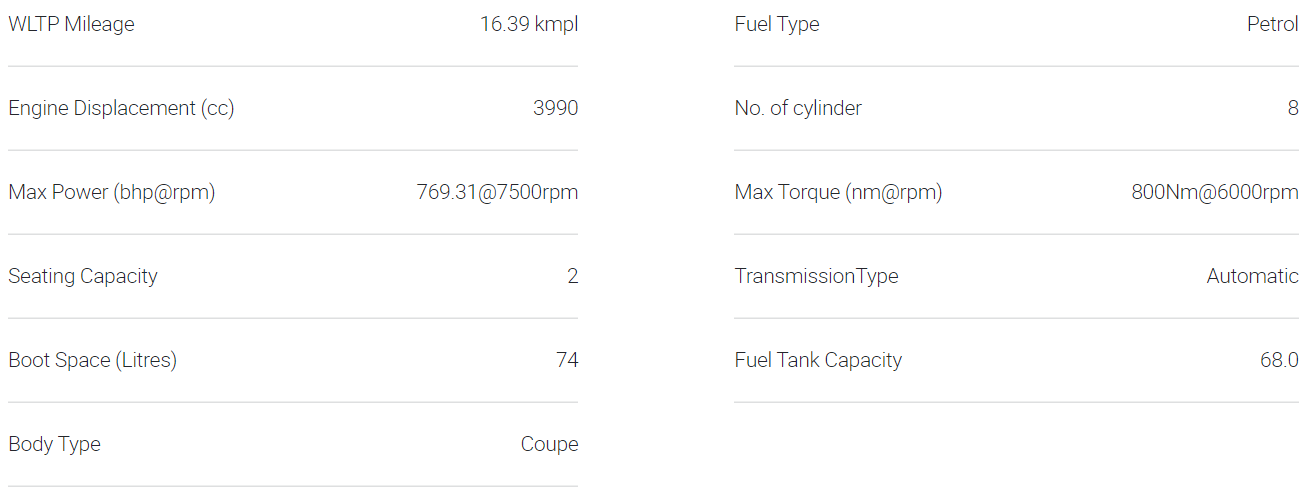 WLTP Mileage 16.39 kmpl Fuel Type Petrol
Engine Displacement (cc) 3990 No. of cylinder 8
Max Power (bhp@rpm) 769.31@7500rpm Max Torque (nm@rpm) 800Nm@6000rpm
Seating Capacity 2 TransmissionType Automatic
Boot Space (Litres) 74 Fuel Tank Capacity 68.0
Body Type Coupe